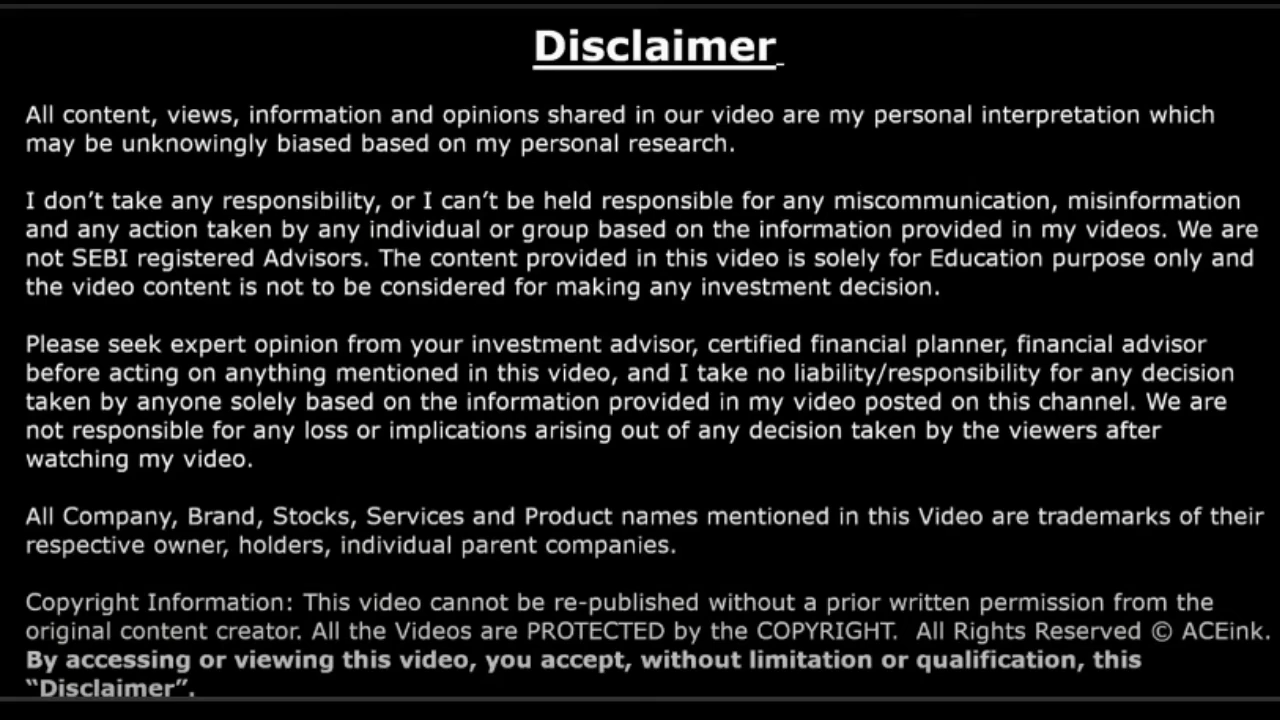 Disclaimer
All content, views, information and opinions shared in our video are my personal interpretation which
may be unknowingly biased based on my personal research.
I don’t take any responsibility, or I can’t be held responsible for any miscommunication, misinformation
and any action taken by any individual or group based on the information provided in my videos. We are
not SEBI registered Advisors. The content provided in this video is solely for Education purpose only and
the video content is not to be considered for making any investment decision.
Please seek expert opinion from your investment advisor, certified financial planner, financial advisor
before acting on anything mentioned in this video, and I take no liability/responsibility for any decision
taken by anyone solely based on the information provided in my video posted on this channel. We are
not responsible for any loss or implications arising out of any decision taken by the viewers after
watching my video.
All Company, Brand, Stocks, Services and Product names mentioned in this Video are trademarks of their
respective owner, holders, individual parent companies.
Copyright Information: This video cannot be re-published without a prior written permission from the
original content creator. All the Videos are PROTECTED by the COPYRIGHT.  All Rights Reserved © ACEink.
By accessing or viewing this video, you accept, without limitation or qualification, this
“Disclaimer”.